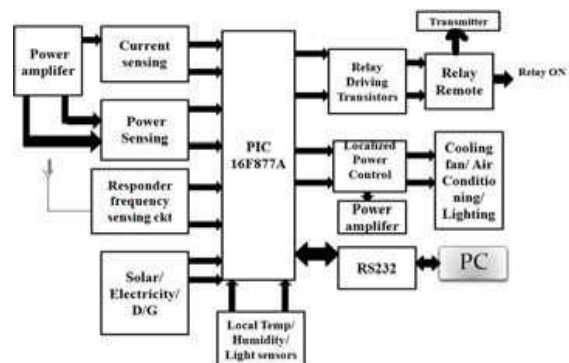 Power
amplifer
Current
sensing
Power
Sensing
Responder
frequency
sensing ckt
Solar/
Electricity/
D/G
PIC
16F877A
Local Temp/
Humidity/
Light sensors
Relay
Driving
Transistors
Transmitter
Relay
Remote
Relay ON
Localized Power
Control
Power
amplifer
Cooling
fan/ Air
Conditio
ning/
Lighting
RS232
PC